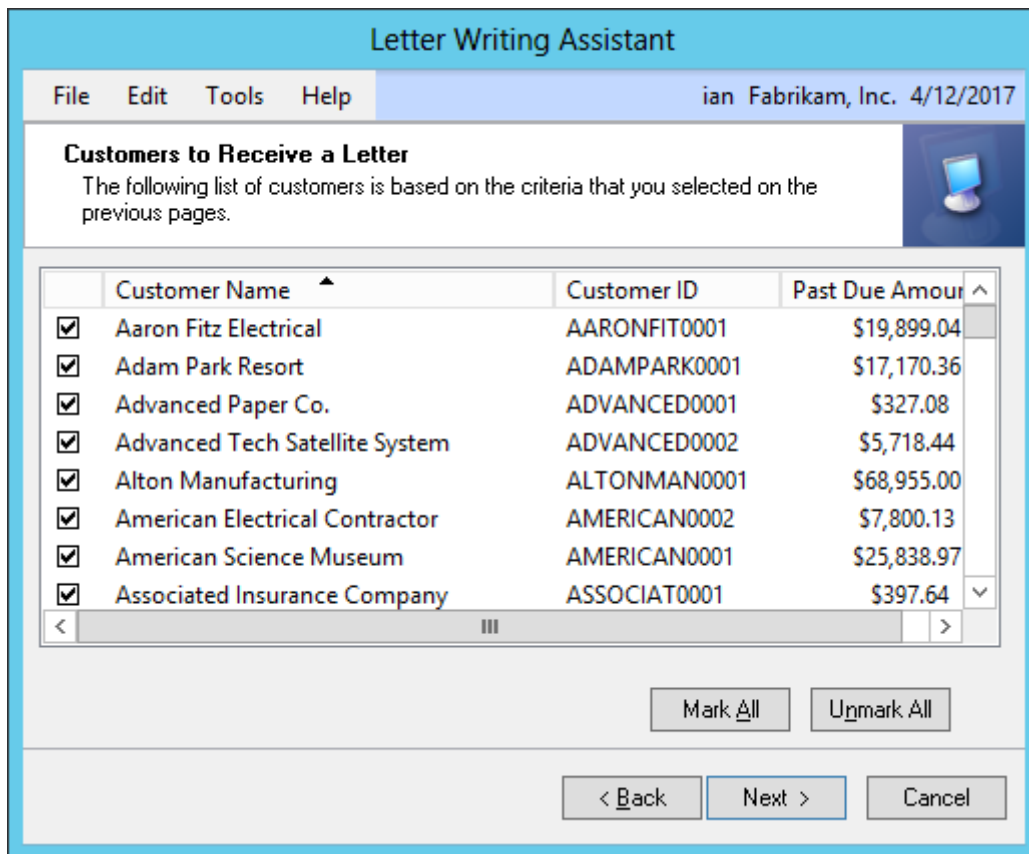 Letter Writing Assistant
File Edit Tools Help ian Fabrikam, Inc. 4/12/2017
Customers to Receive a Letter
The following list of customers is based on the criteria that you selected on the
previous pages.
Customer Name Customer ID Past Due Amour
Aaron Fitz Electrical AARONFIT0001 $19,899.04
Adam Park Resort ADAMPARK0001 $17,170.36
Advanced Paper Co. ADVANCED0001 $327.08
Advanced Tech Satellite System ADVANCED0002 $5,718.44
Alton Manufacturing ALTONMAN0001 $68,955.00
American Electrical Contractor AMERICAN0002 $7,800.13
American Science Museum AMERICAN0001 $25,838.97
Associated Insurance Company ASSOCIAT0001 $397.64
Mark All Unmark All
< Back Next > Cancel